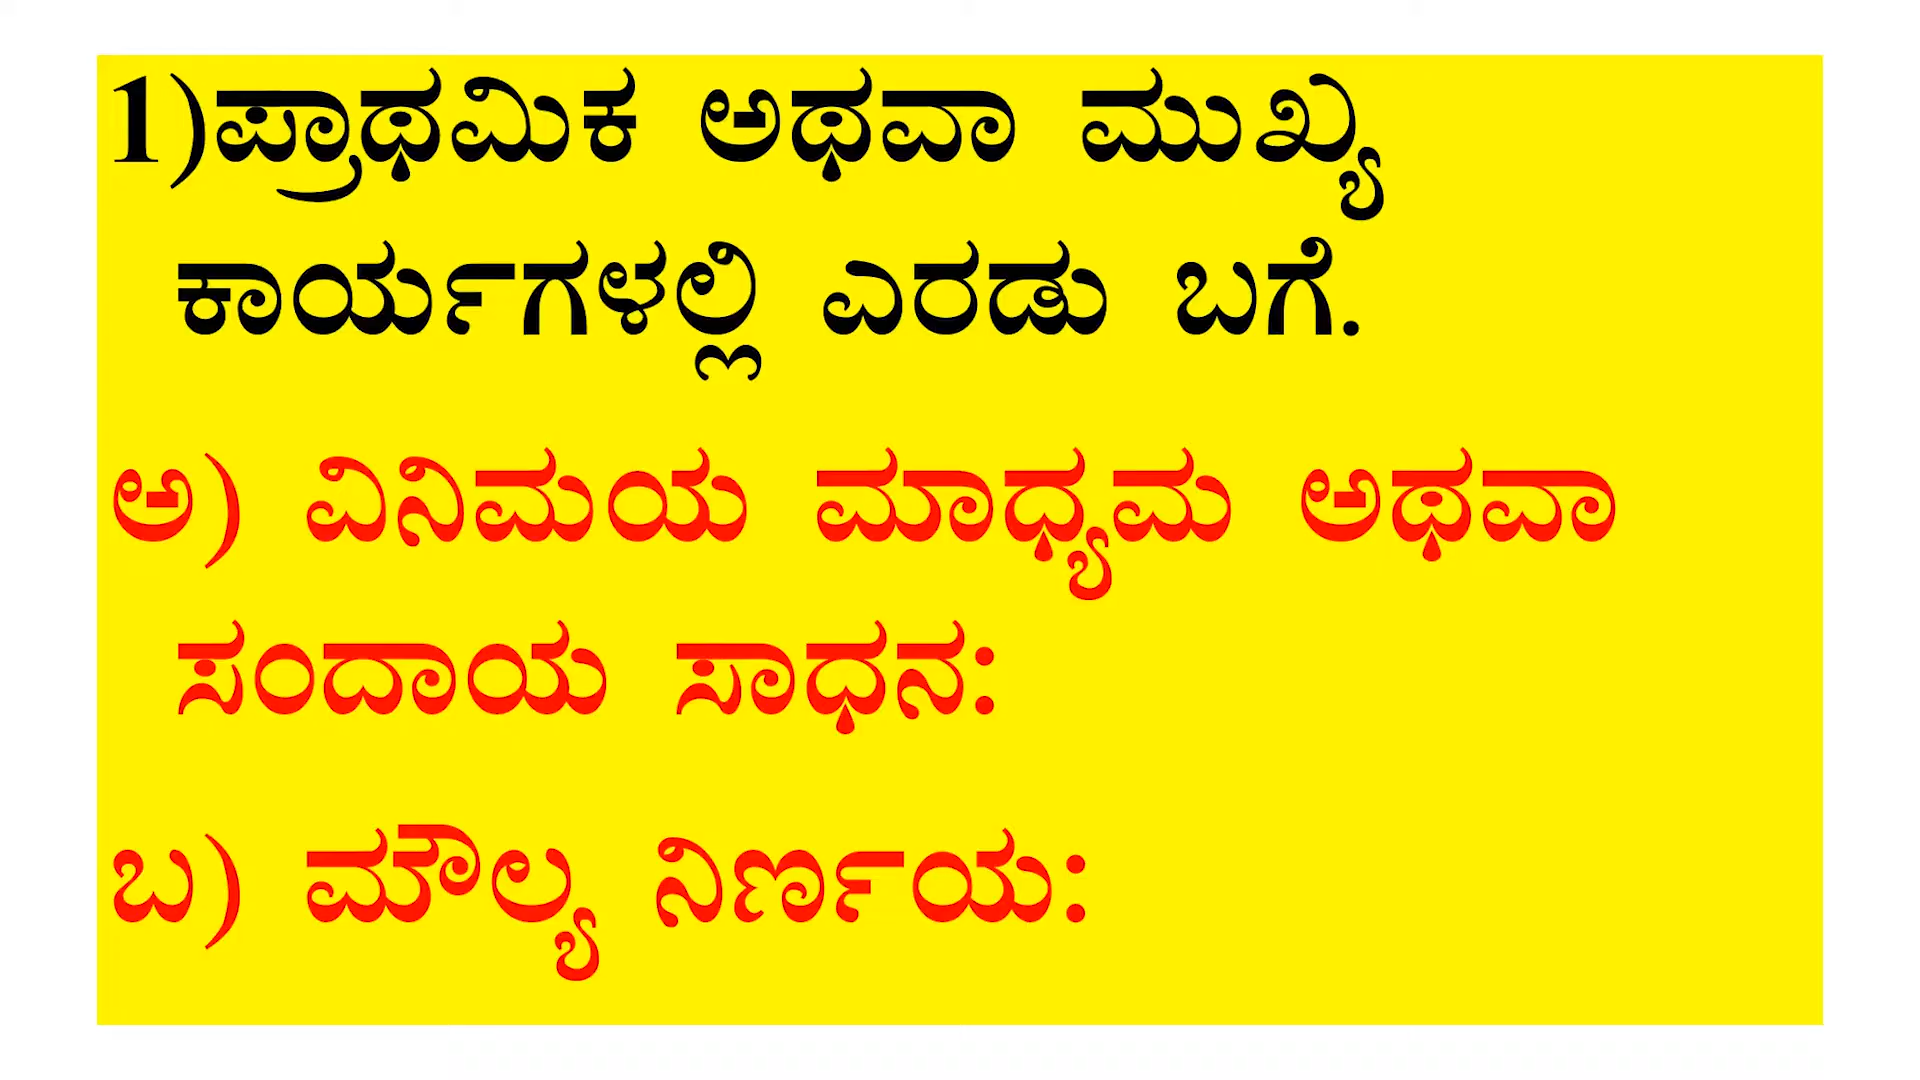 1)ಪ್ರಾಥಮಿಕ ಅಥವಾ ಮುಖ್ಯ
ಕಾರ್ಯಗಳಲ್ಲಿ ಎರಡು ಬಗೆ.
ಅ) ವಿನಿಮಯ ಮಾಧ್ಯಮ ಅಥವಾ
ಸಂದಾಯ ಸಾಧನ:
ಬ) ಮೌಲ್ಯ ನಿರ್ಣಯ: